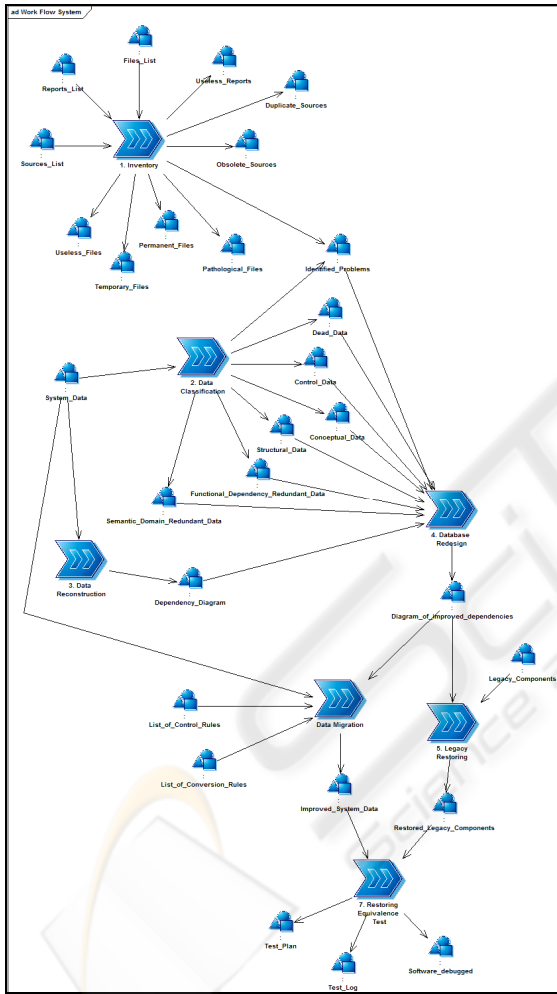 ad Work Flow System
Files_List
:
Reports_List
:
Useless_Reports
:
Duplicate_Sources
:
Sources_List
:
1. Inventory
Obsolete_Sources
:
Useless_Files
:
Permanent_Files
:
Temporary_Files
:
Pathological_Files
:
Identified_Problems
:
Dead_Data
:
System_Data
:
2. Data
Classification
Control_Data
:
Conceptual_Data
:
Structural_Data
:
Functional_Dependency_Redundant_Data
:
Semantic_Domain_Redundant_Data
:
4. Database
Redesign
3. Data
Reconstruction
Dependency_Diagram
:
Diagram_of_improved_dependencies
:
Legacy_Components
:
List_of_Control_Rules
:
Data Migration
5. Legacy
Restoring
List_of_Conversion_Rules
:
Improved_System_Data
:
Restored_Legacy_Components
:
7. Restoring
Equivalence
Test
Test_Plan
:
Test_Log
:
Software_debugged
: